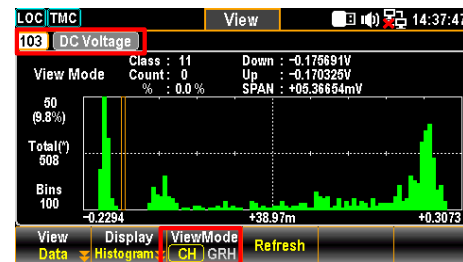 LOC TMC View 14:37:47
103 DC Voltage
View Mode
Class : 11 Down : -0.175691V
Count : 0 Up : -0.170325V
% : 0.0 % SPAN : +05.36654mV
50
(9.8%)
Total(*)
508
Bins
100
-0.2294 +38.97m +0.3073
View Display ViewMode Refresh
Data Histogram CH GRH